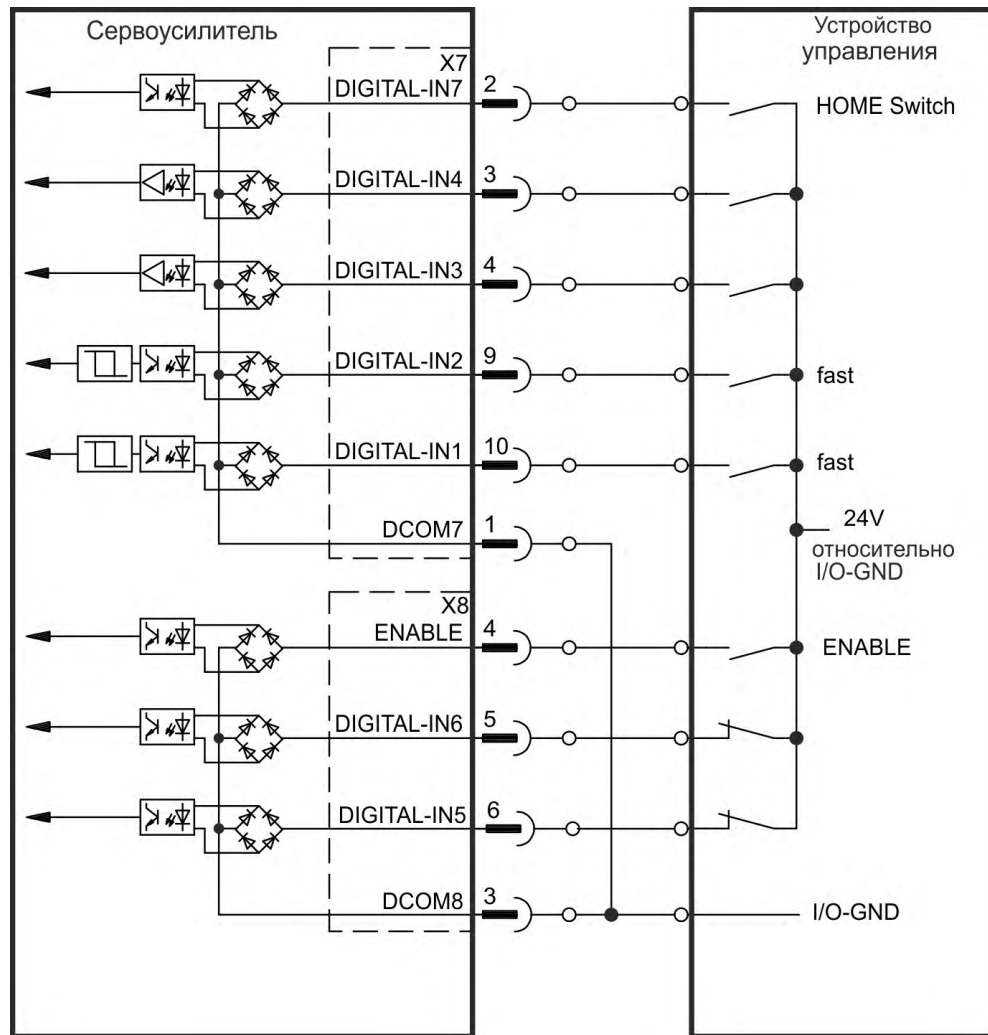 Сервоусилитель
Устройство
управления
X7
DIGITAL-IN7 2 HOME Switch
DIGITAL-IN4 3
DIGITAL-IN3 4
DIGITAL-IN2 9 fast
DIGITAL-IN1 10 fast
DCOM7 1 24V
относительно
I/O-GND
X8
ENABLE 4 ENABLE
DIGITAL-IN6 5
DIGITAL-IN5 6
DCOM8 3 I/O-GND